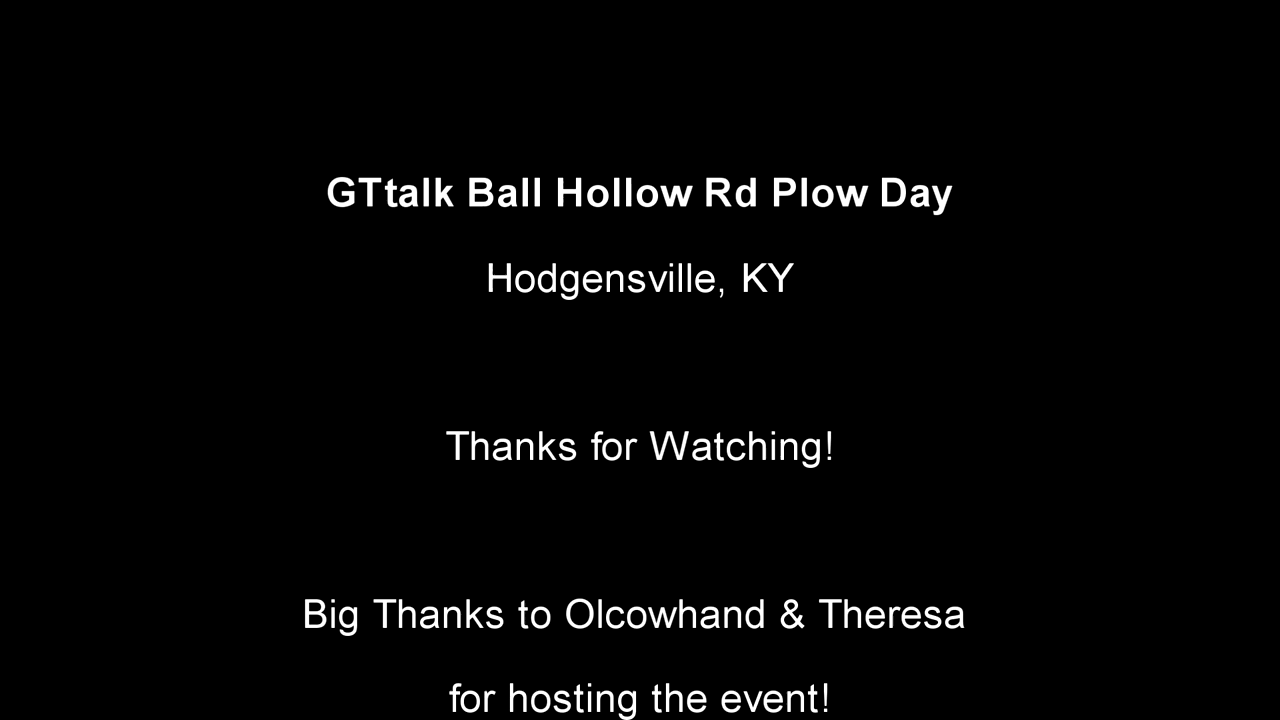 GTtalk Ball Hollow Rd Plow Day
Hodgensville, KY
Thanks for Watching!
Big Thanks to Olcowhand & Theresa
for hosting the event!